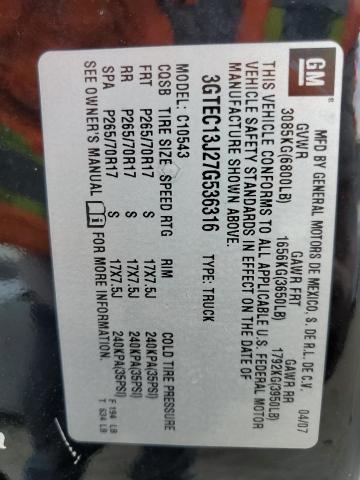 GM ®
MFD BY GENERAL MOTORS DE MEXICO, S. DE R.L. DE C.V. 04/07
GVWR GAWR FRT GAWR RR
3085KG(6800LB) 1656KG(3650LB) 1792KG(3950LB)
THIS VEHICLE CONFORMS TO ALL APPLICABLE U.S. FEDERAL MOTOR
VEHICLE SAFETY STANDARDS IN EFFECT ON THE DATE OF
MANUFACTURE SHOWN ABOVE.
3GTEC13J27G536316 TYPE: TRUCK
C10543
CQSB TIRE SIZE SPEED RTG RIM COLD TIRE PRESSURE
FRT P265/70R17 S 17X7.5J 240KPA(35PSI)
RR P265/70R17 S 17X7.5J 240KPA(35PSI)
SPA P265/70R17 S 17X7.5J 240KPA(35PSI)
SEE OWNER'S MANUAL FOR MORE INFORMATION. F 194 LB
T 634 LB